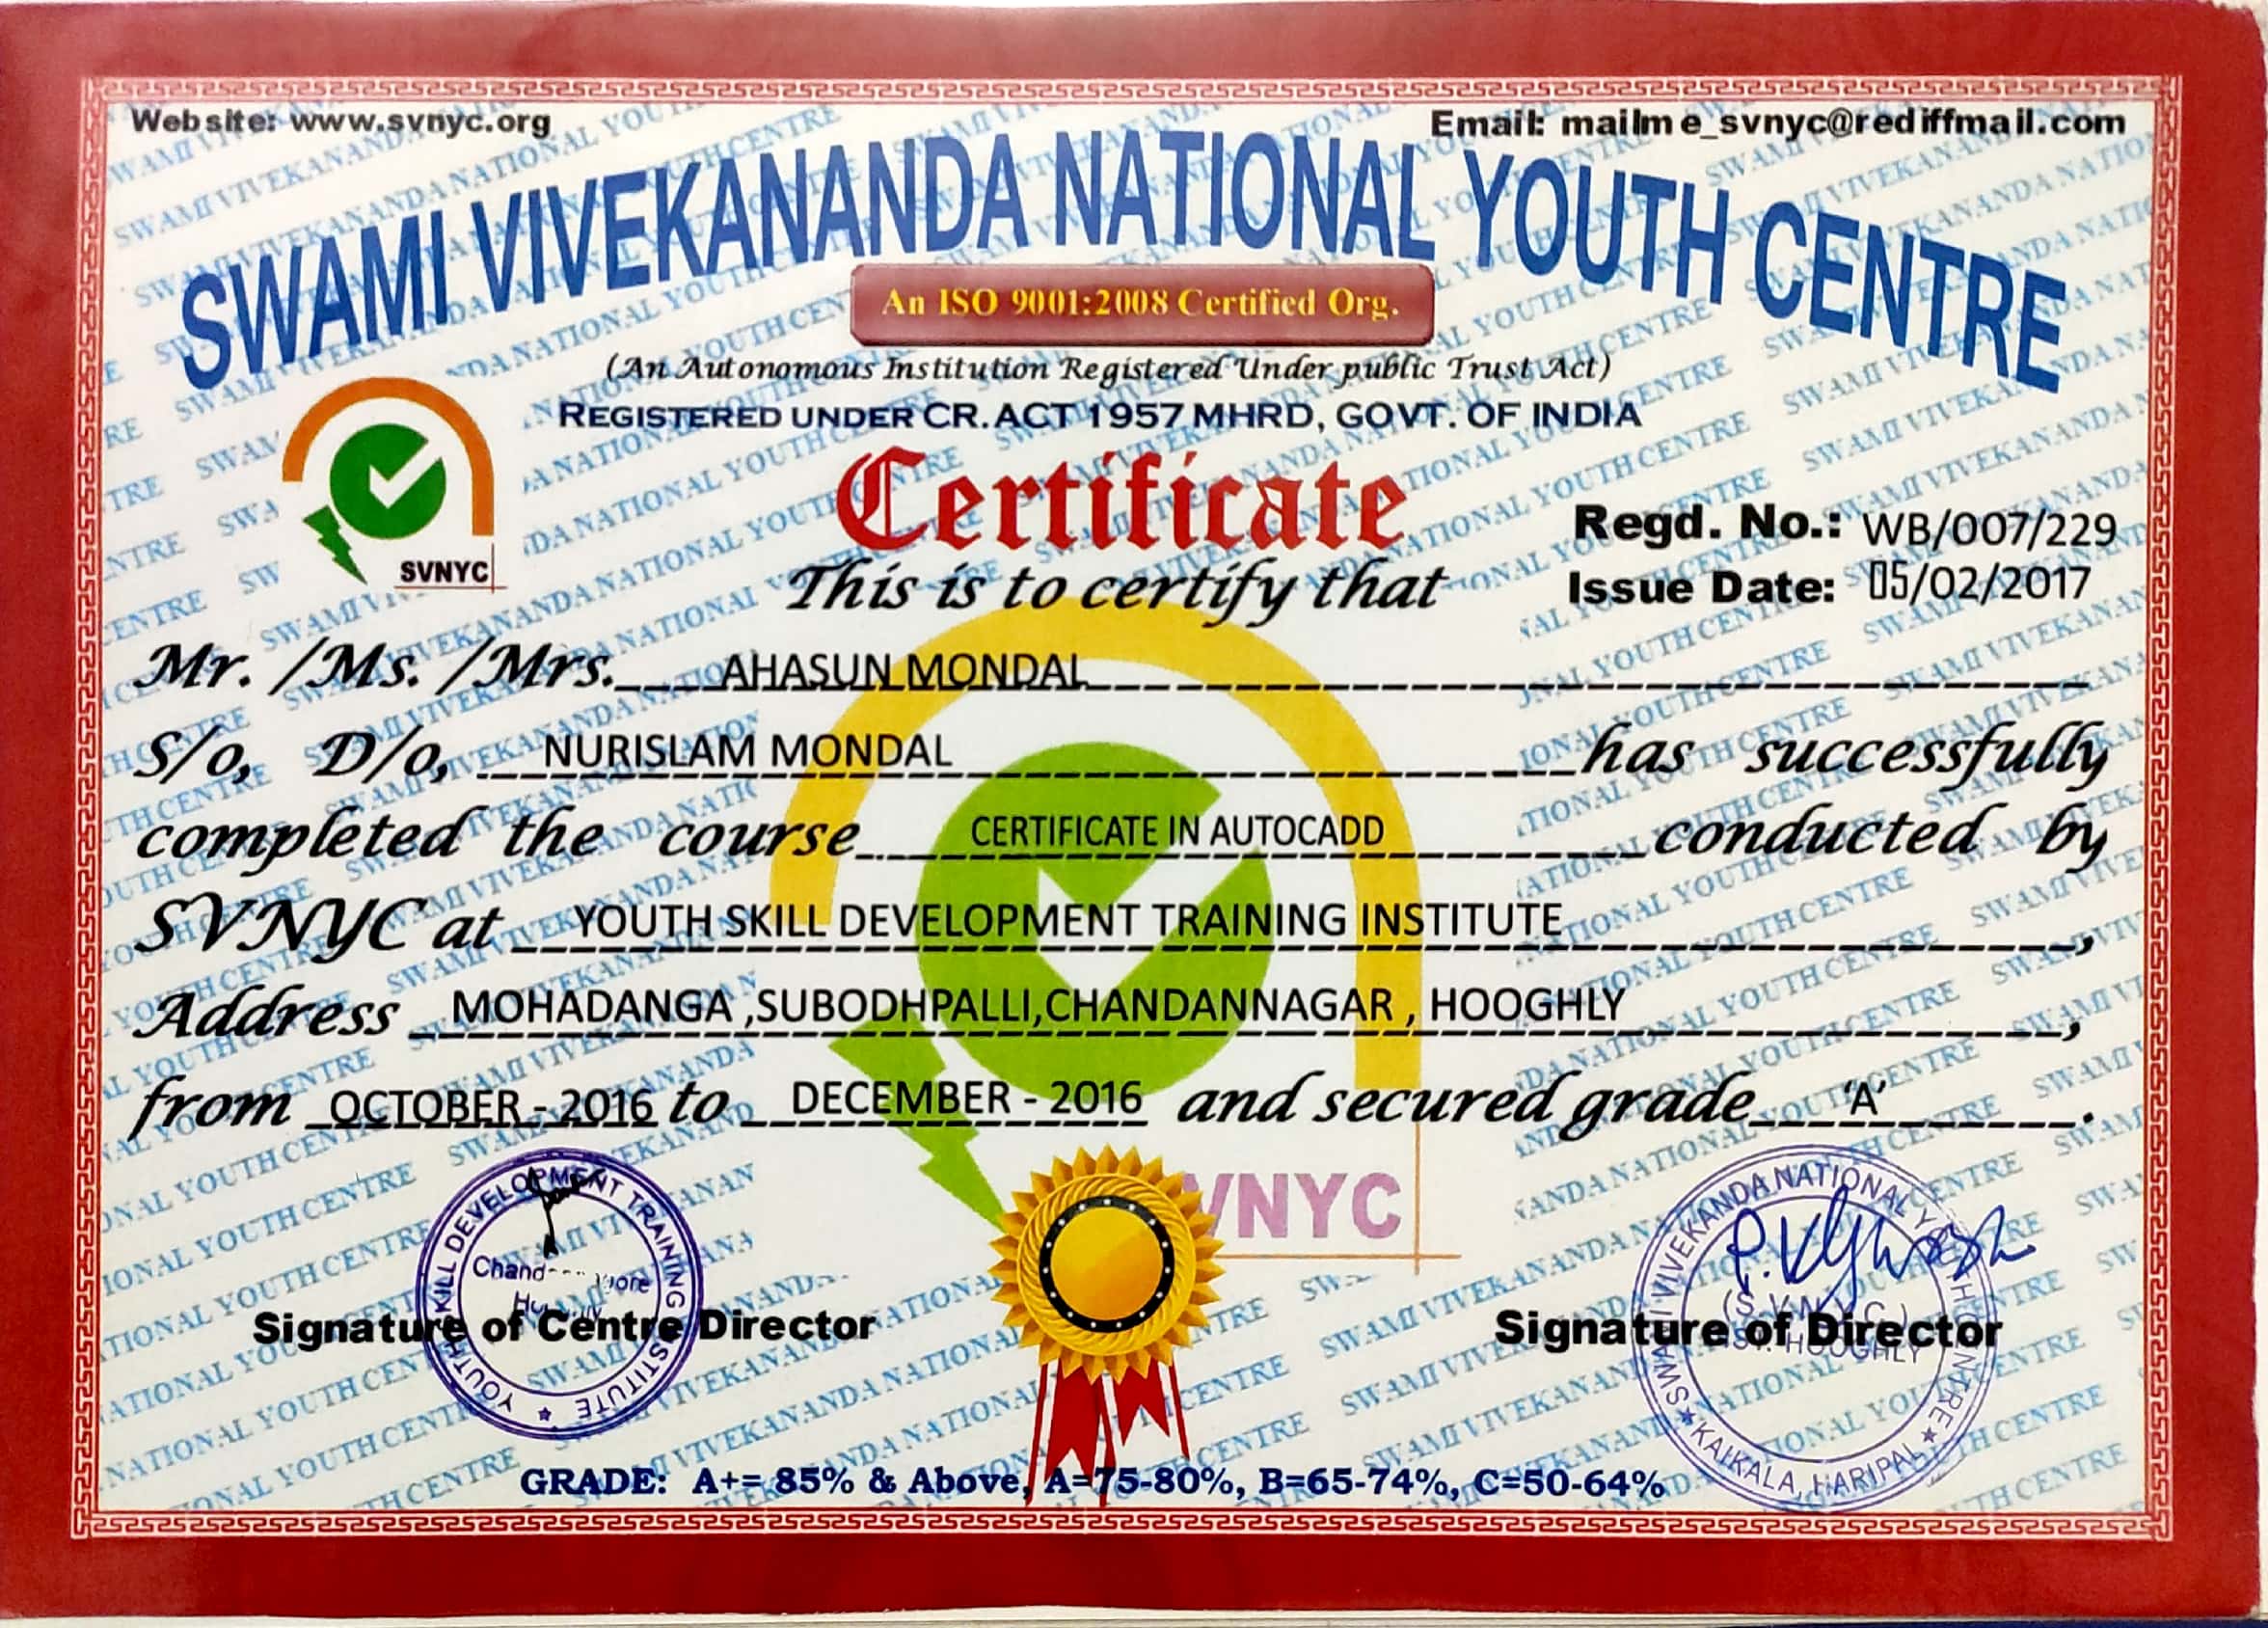 Website: www.svnyc.org
Email: mailme_svnyc@rediffmail.com
SWAMI VIVEKANANDA NATIONAL YOUTH CENTRE
An ISO 9001:2008 Certified Org.
(An Autonomous Institution Registered Under public Trust Act)
REGISTERED UNDER CR.ACT 1957 MHRD, GOVT. OF INDIA
SVNYC
Certificate
Regd. No.: WB/007/229
This is to certify that
Issue Date: 05/02/2017
Mr. /Ms. /Mrs. AHASUN MONDAL
S/o, D/o, NURISLAM MONDAL has successfully
completed the course CERTIFICATE IN AUTOCADD conducted by
SVNYC at YOUTH SKILL DEVELOPMENT TRAINING INSTITUTE ,
Address MOHADANGA ,SUBODHPALLI,CHANDANNAGAR , HOOGHLY ,
from OCTOBER - 2016 to DECEMBER - 2016 and secured grade 'A' .
VNYC
YOUTH SKILL DEVELOPMENT TRAINING INSTITUTE
SWAMI VIVEKANANDA NATIONAL YOUTH CENTRE
(S.V.N.Y.C.)
HOOGHLY
KAIKALA, HARIPAL
Signature of Centre Director
Signature of Director
GRADE: A+= 85% & Above, A=75-80%, B=65-74%, C=50-64%